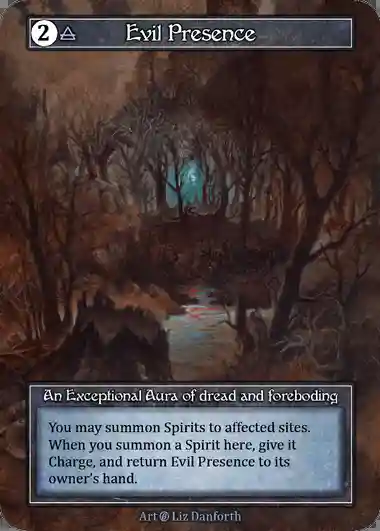 2 Evil Presence
An Exceptional Aura of dread and foreboding
You may summon Spirits to affected sites.
When you summon a Spirit here, give it
Charge, and return Evil Presence to its
owner's hand.
Art @ Liz Danforth